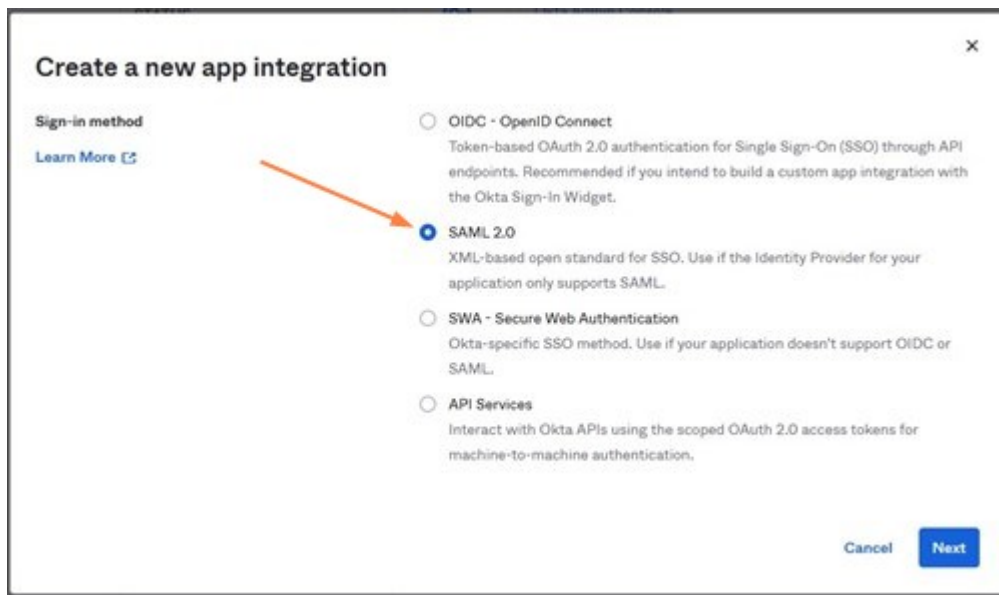 Create a new app integration
Sign-in method
Learn More
OIDC - OpenID Connect
Token-based OAuth 2.0 authentication for Single Sign-On (SSO) through API
endpoints. Recommended if you intend to build a custom app integration with
the Okta Sign-In Widget.
SAML 2.0
XML-based open standard for SSO. Use if the Identity Provider for your
application only supports SAML.
SWA - Secure Web Authentication
Okta-specific SSO method. Use if your application doesn't support OIDC or
SAML.
API Services
Interact with Okta APIs using the scoped OAuth 2.0 access tokens for
machine-to-machine authentication.
Cancel
Next